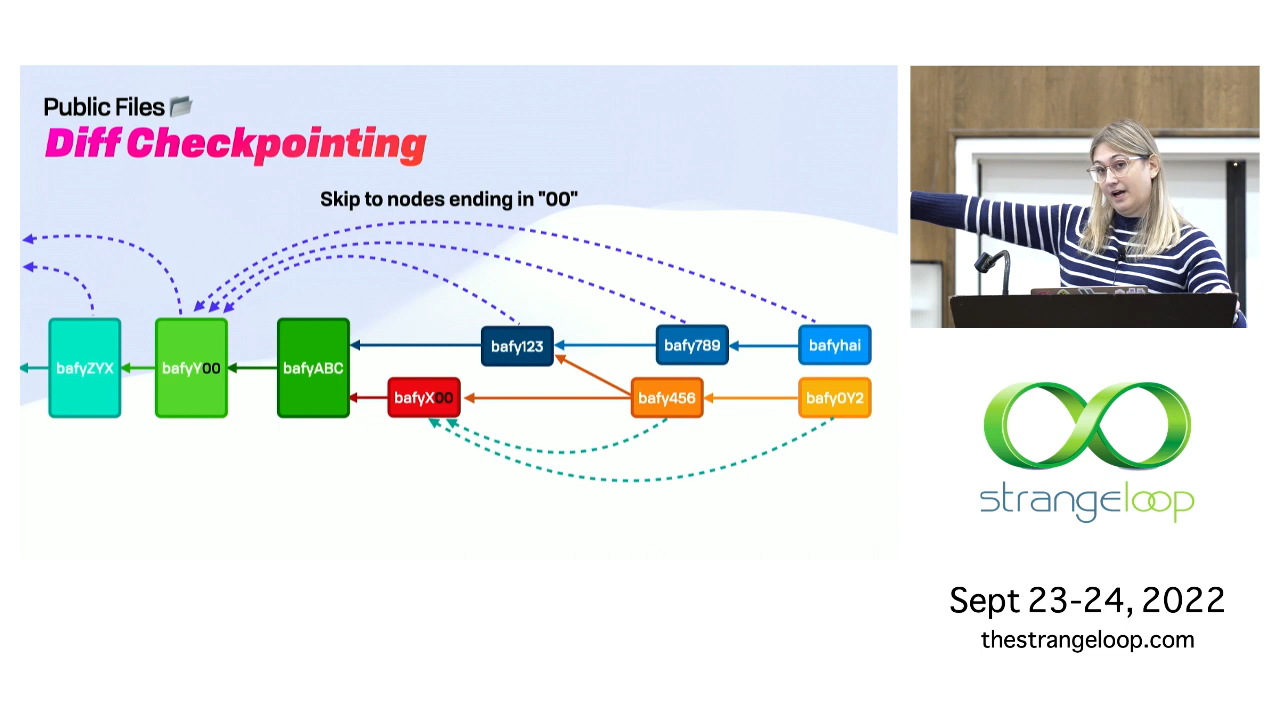 Public Files
Diff Checkpointing
Skip to nodes ending in "00"
bafyZYX
bafyY00
bafyABC
bafy123
bafy789
bafyhai
bafyX00
bafy456
bafy0Y2
strangeloop
Sept 23-24, 2022
thestrangeloop.com